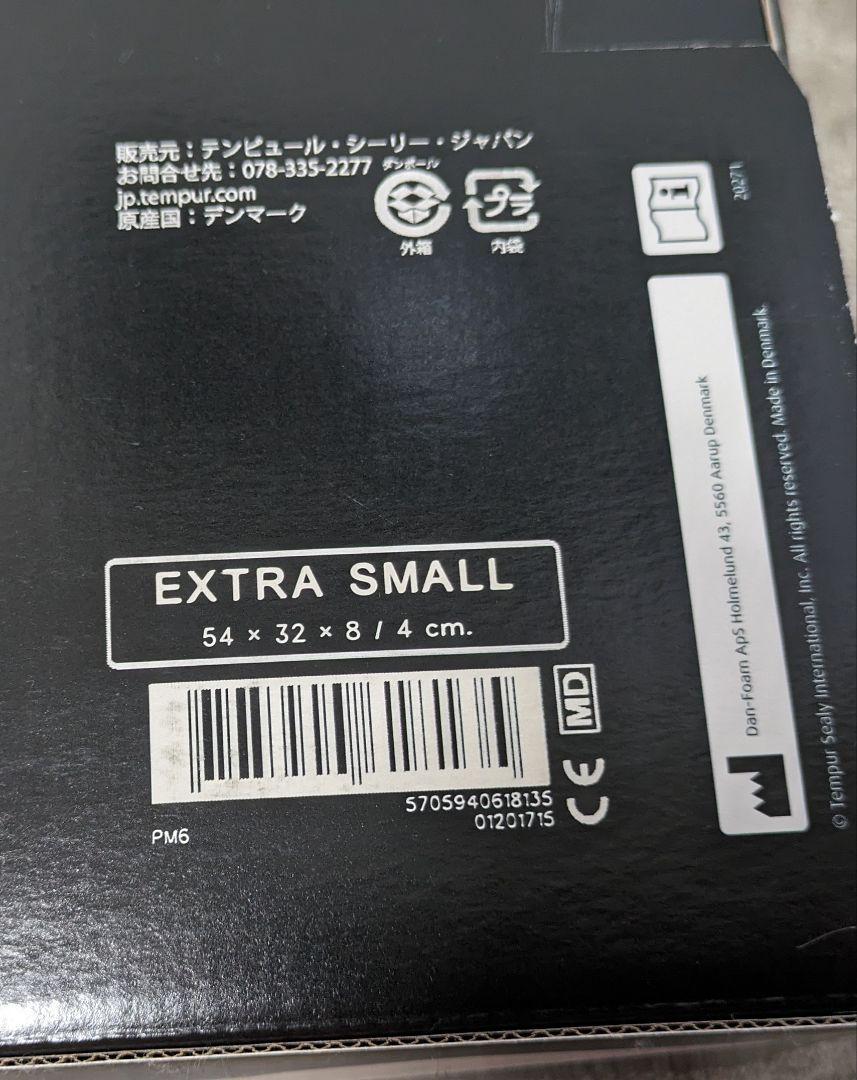 販売元：テンピュール・シーリー・ジャパン
お問合せ先：078-335-2277
jp.tempur.com
原産国：デンマーク
ダンボール
外箱
プラ
内袋
20271
Dan-Foam ApS Holmelund 43, 5560 Aarup Denmark
© Tempur Sealy International, Inc. All rights reserved. Made in Denmark.
EXTRA SMALL
54 × 32 × 8 / 4 cm.
MD
CE
5705940618135
01201715
PM6